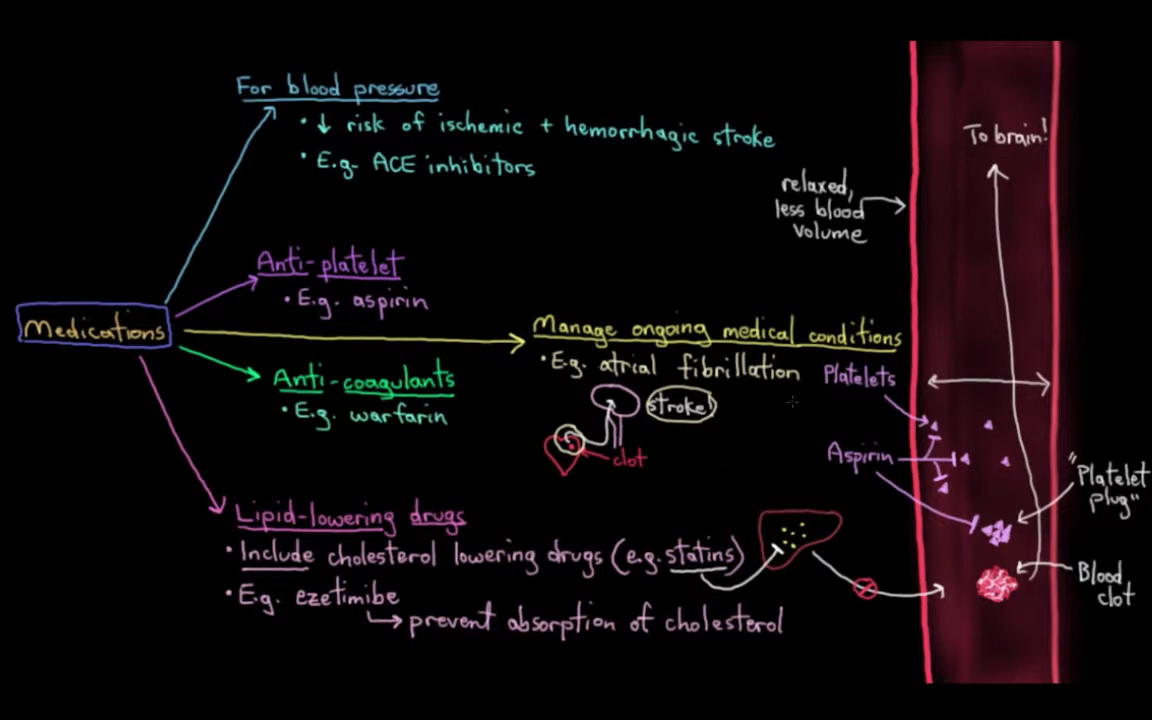 For blood pressure
• ↓ risk of ischemic + hemorrhagic stroke
• E.g. ACE inhibitors
To brain!
relaxed,
less blood
volume
Anti-platelet
• E.g. aspirin
Medications
Manage ongoing medical conditions
• E.g. atrial fibrillation
Platelets
Anti-coagulants
• E.g. warfarin
stroke!
clot
Aspirin
"Platelet
plug"
Lipid-lowering drugs
• Include cholesterol lowering drugs (e.g. statins)
• E.g. ezetimibe
↳ prevent absorption of cholesterol
Blood
clot